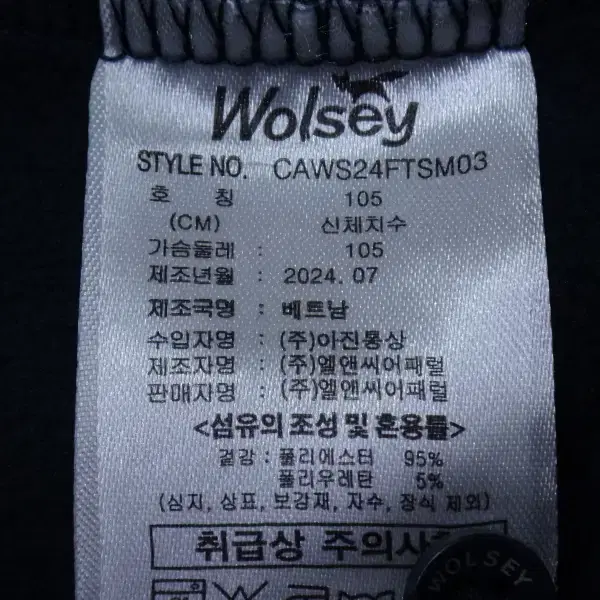 Wolsey
STYLE NO. CAWS24FTSM03
호 칭 105
(CM) 신체치수
가슴둘레 : 105
제조년월 : 2024. 07
제조국명 : 베트남
수입자명 : (주)아진통상
제조자명 : (주)엘앤씨어패럴
판매자명 : (주)엘앤씨어패럴
<섬유의 조성 및 혼용률>
겉감 : 폴리에스터 95%
폴리우레탄 5%
(심지, 상표, 보강재, 자수, 장식 제외)
취급상 주의사
WOLSEY